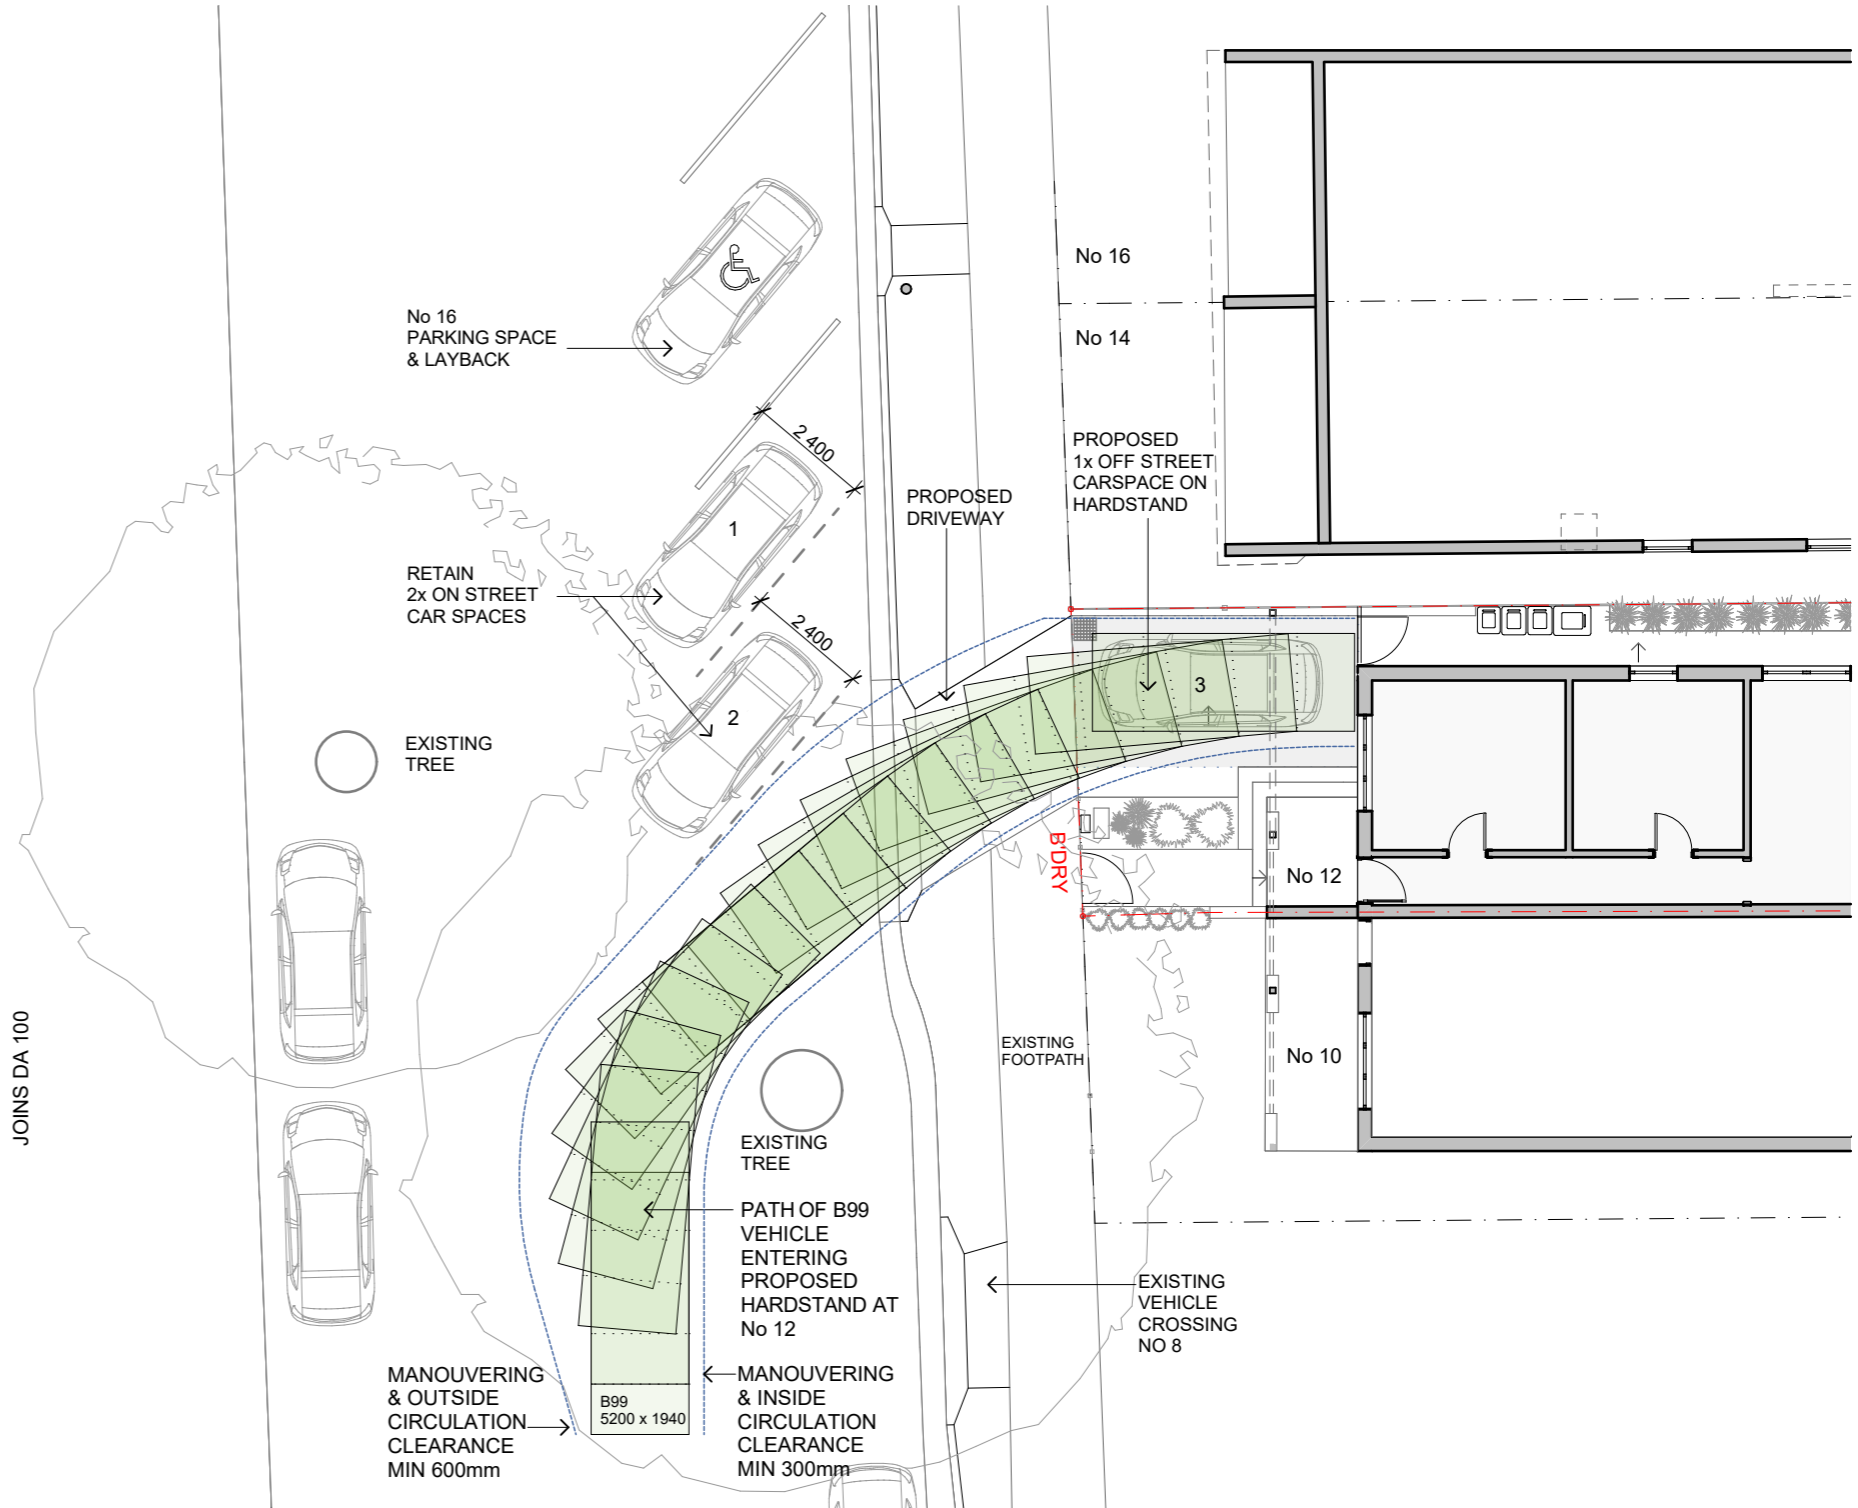 No 16
PARKING SPACE
& LAYBACK
No 16
No 14
2 400
PROPOSED
1x OFF STREET
CARSPACE ON
HARDSTAND
PROPOSED
DRIVEWAY
1
RETAIN
2x ON STREET
CAR SPACES
2 400
3
2
EXISTING
TREE
B'DRY
No 12
JOINS DA 100
EXISTING
FOOTPATH
No 10
EXISTING
TREE
PATH OF B99
VEHICLE
ENTERING
PROPOSED
HARDSTAND AT
No 12
EXISTING
VEHICLE
CROSSING
NO 8
MANOUVERING
& OUTSIDE
CIRCULATION
CLEARANCE
MIN 600mm
B99
5200 x 1940
MANOUVERING
& INSIDE
CIRCULATION
CLEARANCE
MIN 300mm